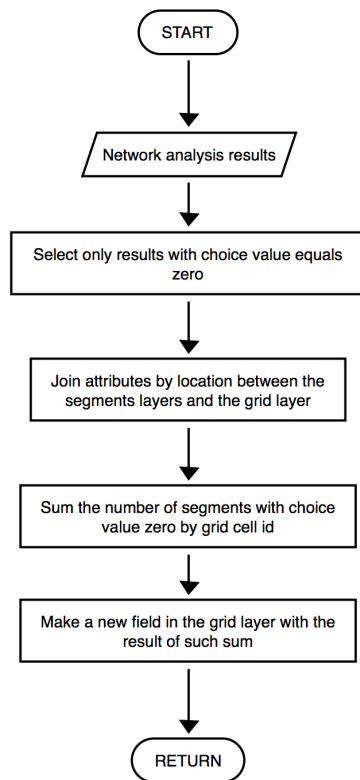 START
Network analysis results
Select only results with choice value equals
zero
Join attributes by location between the
segments layers and the grid layer
Sum the number of segments with choice
value zero by grid cell id
Make a new field in the grid layer with the
result of such sum
RETURN